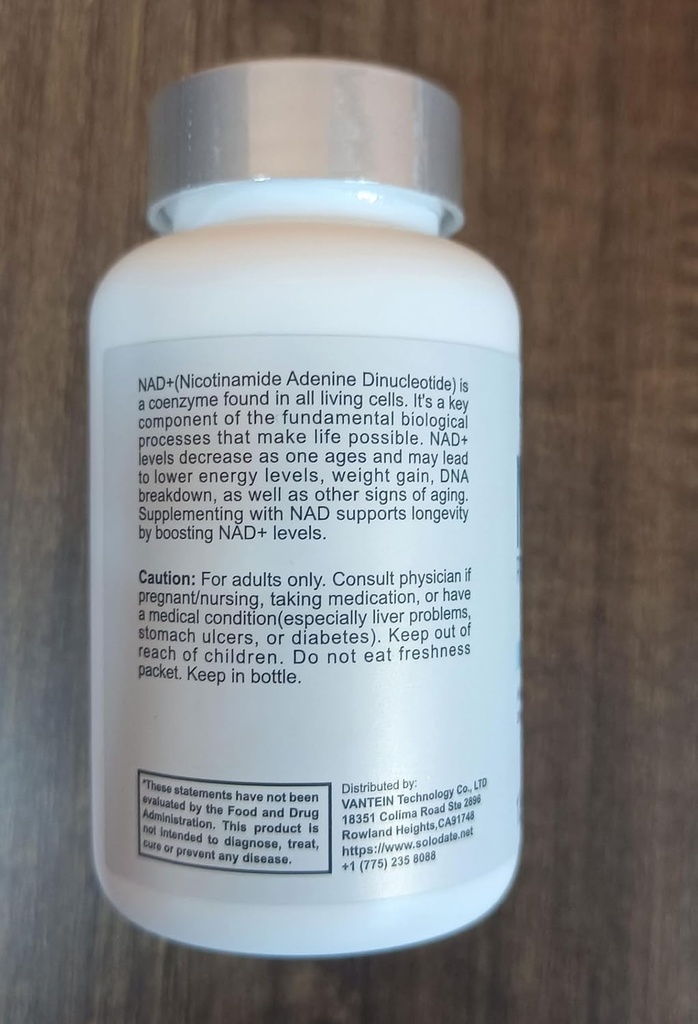 NAD+(Nicotinamide Adenine Dinucleotide) is
a coenzyme found in all living cells. It's a key
component of the fundamental biological
processes that make life possible. NAD+
levels decrease as one ages and may lead
to lower energy levels, weight gain, DNA
breakdown, as well as other signs of aging.
Supplementing with NAD supports longevity
by boosting NAD+ levels.
Caution: For adults only. Consult physician if
pregnant/nursing, taking medication, or have
a medical condition(especially liver problems,
stomach ulcers, or diabetes). Keep out of
reach of children. Do not eat freshness
packet. Keep in bottle.
*These statements have not been
evaluated by the Food and Drug
Administration. This product is
not intended to diagnose, treat,
cure or prevent any disease.
Distributed by:
VANTEIN Technology Co., LTD
18351 Colima Road Ste 2896
Rowland Heights,CA91748
https://www.solodate.net
+1 (775) 235 8088